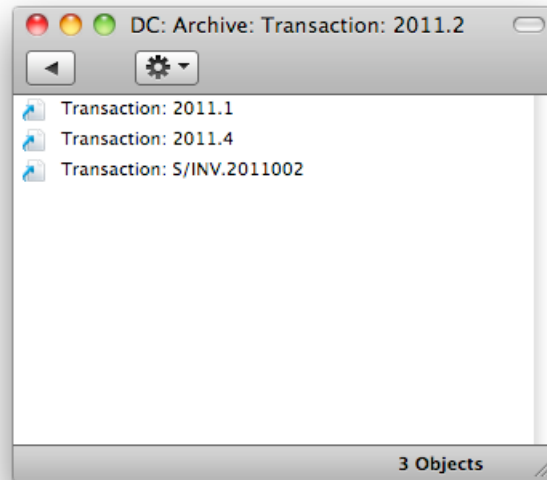 DC: Archive: Transaction: 2011.2
Transaction: 2011.1
Transaction: 2011.4
Transaction: S/INV.2011002
3 Objects